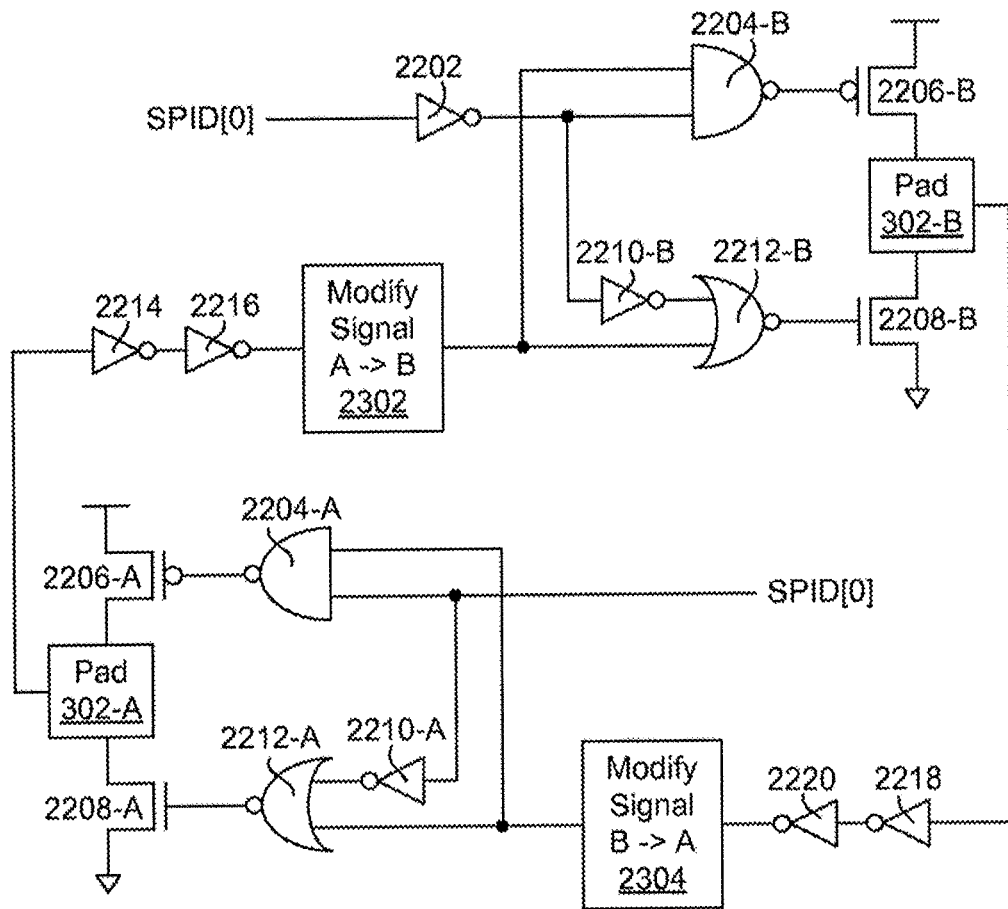 2204-B
2202
SPID[0]
2206-B
Pad
302-B
2210-B
2212-B
2214
2216
Modify
Signal
A -> B
2302
2208-B
2204-A
2206-A
SPID[0]
Pad
302-A
2212-A
2210-A
2208-A
Modify
Signal
B -> A
2304
2220
2218